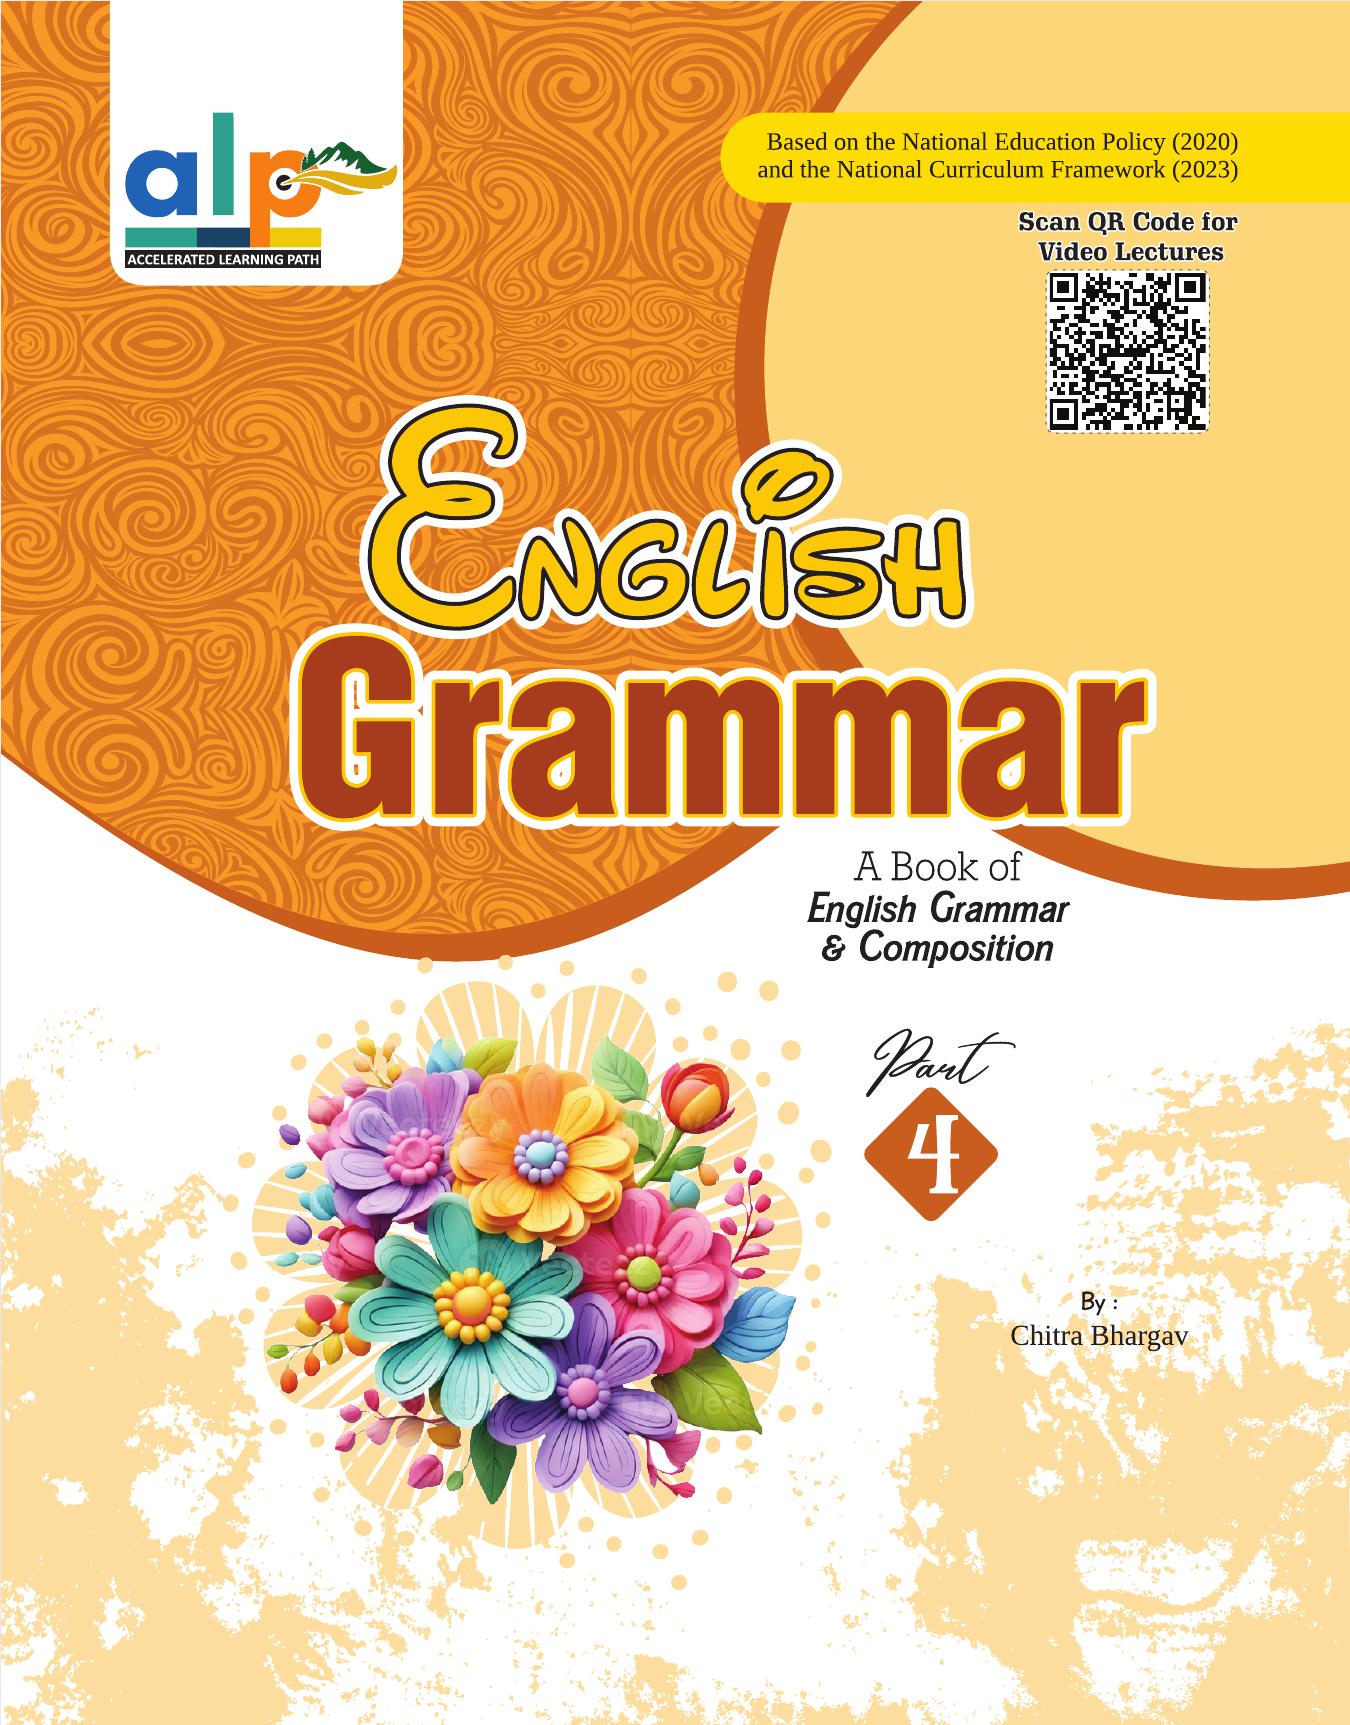 alp
ACCELERATED LEARNING PATH
Based on the National Education Policy (2020)
and the National Curriculum Framework (2023)
Scan QR Code for
Video Lectures
ENGLISH
Grammar
A Book of
English Grammar
& Composition
Part
4
By :
Chitra Bhargav